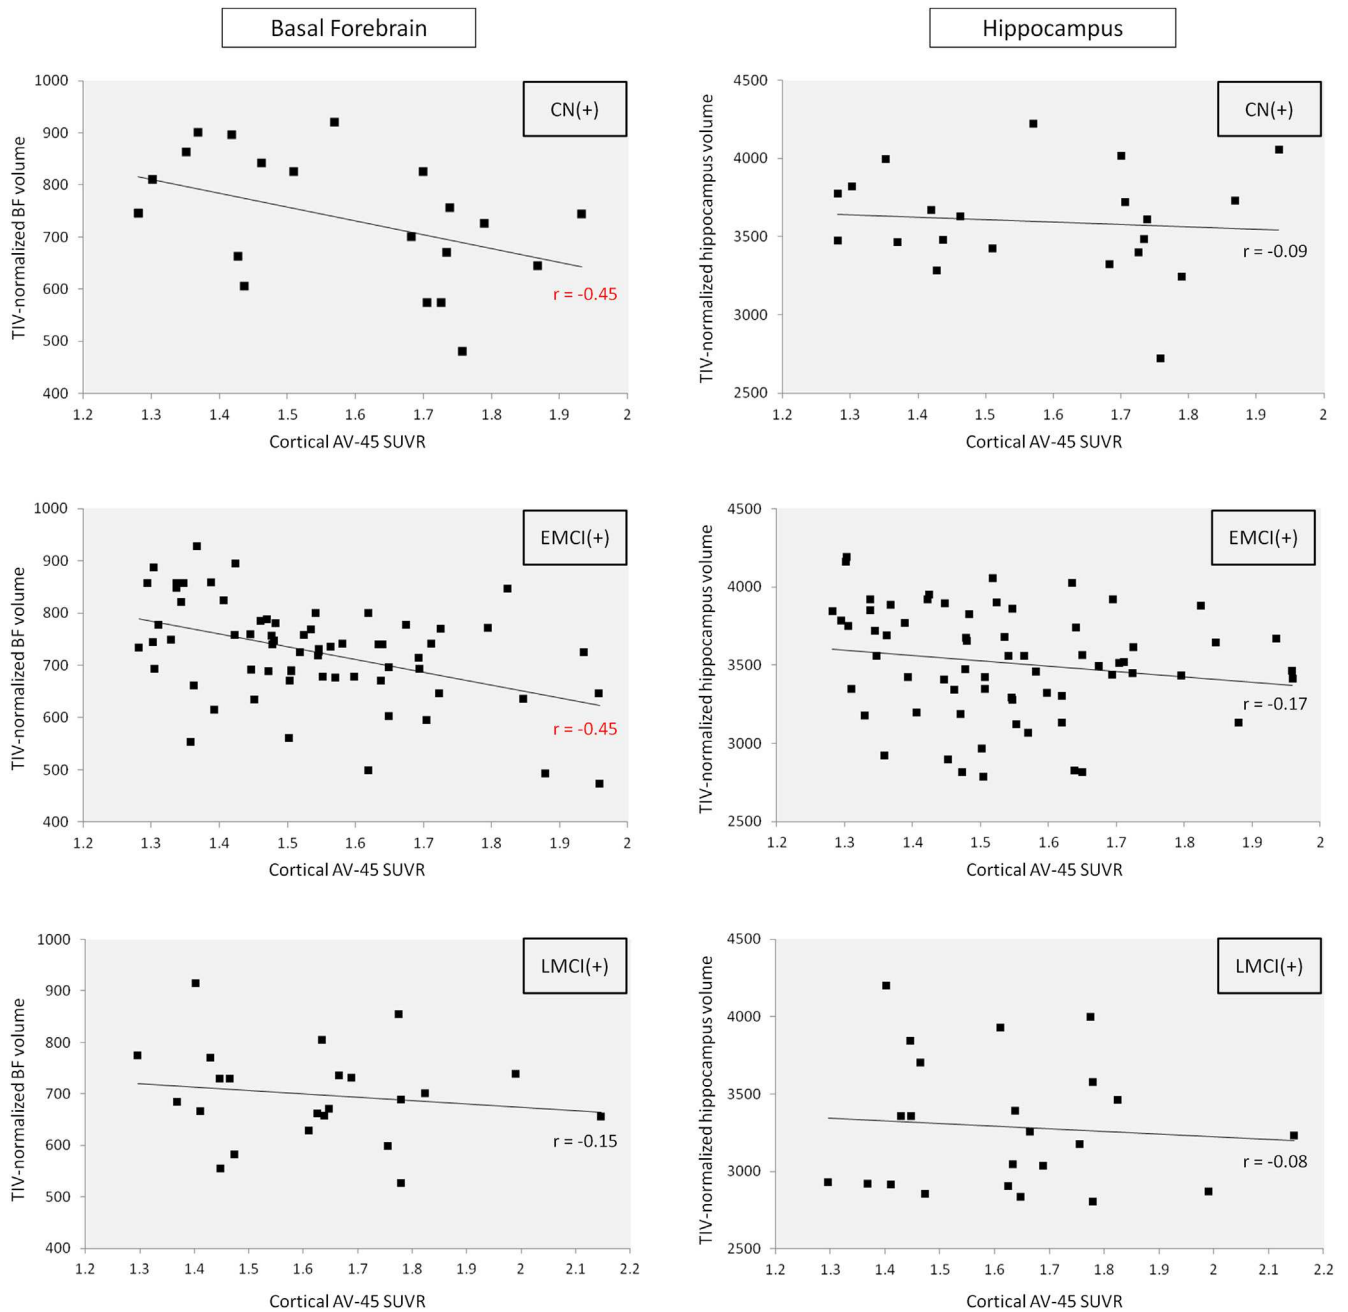 Basal Forebrain
Hippocampus
TIV-normalized BF volume
1000
900
800
700
600
500
400
CN(+)
r = -0.45
1.2 1.3 1.4 1.5 1.6 1.7 1.8 1.9 2
Cortical AV-45 SUVR
TIV-normalized hippocampus volume
4500
4000
3500
3000
2500
CN(+)
r = -0.09
1.2 1.3 1.4 1.5 1.6 1.7 1.8 1.9 2
Cortical AV-45 SUVR
TIV-normalized BF volume
1000
900
800
700
600
500
400
EMCI(+)
r = -0.45
1.2 1.3 1.4 1.5 1.6 1.7 1.8 1.9 2
Cortical AV-45 SUVR
TIV-normalized hippocampus volume
4500
4000
3500
3000
2500
EMCI(+)
r = -0.17
1.2 1.3 1.4 1.5 1.6 1.7 1.8 1.9 2
Cortical AV-45 SUVR
TIV-normalized BF volume
1000
900
800
700
600
500
400
LMCI(+)
r = -0.15
1.2 1.3 1.4 1.5 1.6 1.7 1.8 1.9 2 2.1 2.2
Cortical AV-45 SUVR
TIV-normalized hippocampus volume
4500
4000
3500
3000
2500
LMCI(+)
r = -0.08
1.2 1.3 1.4 1.5 1.6 1.7 1.8 1.9 2 2.1 2.2
Cortical AV-45 SUVR